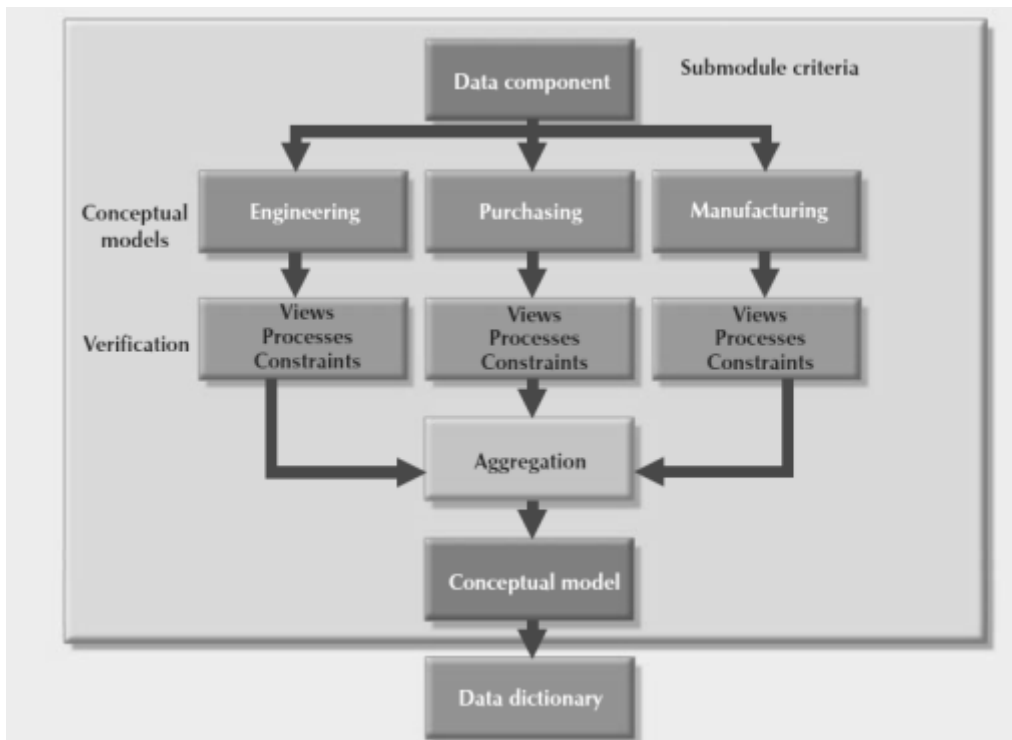 Data component
Submodule criteria
Conceptual
models
Engineering
Purchasing
Manufacturing
Verification
Views
Processes
Constraints
Views
Processes
Constraints
Views
Processes
Constraints
Aggregation
Conceptual model
Data dictionary